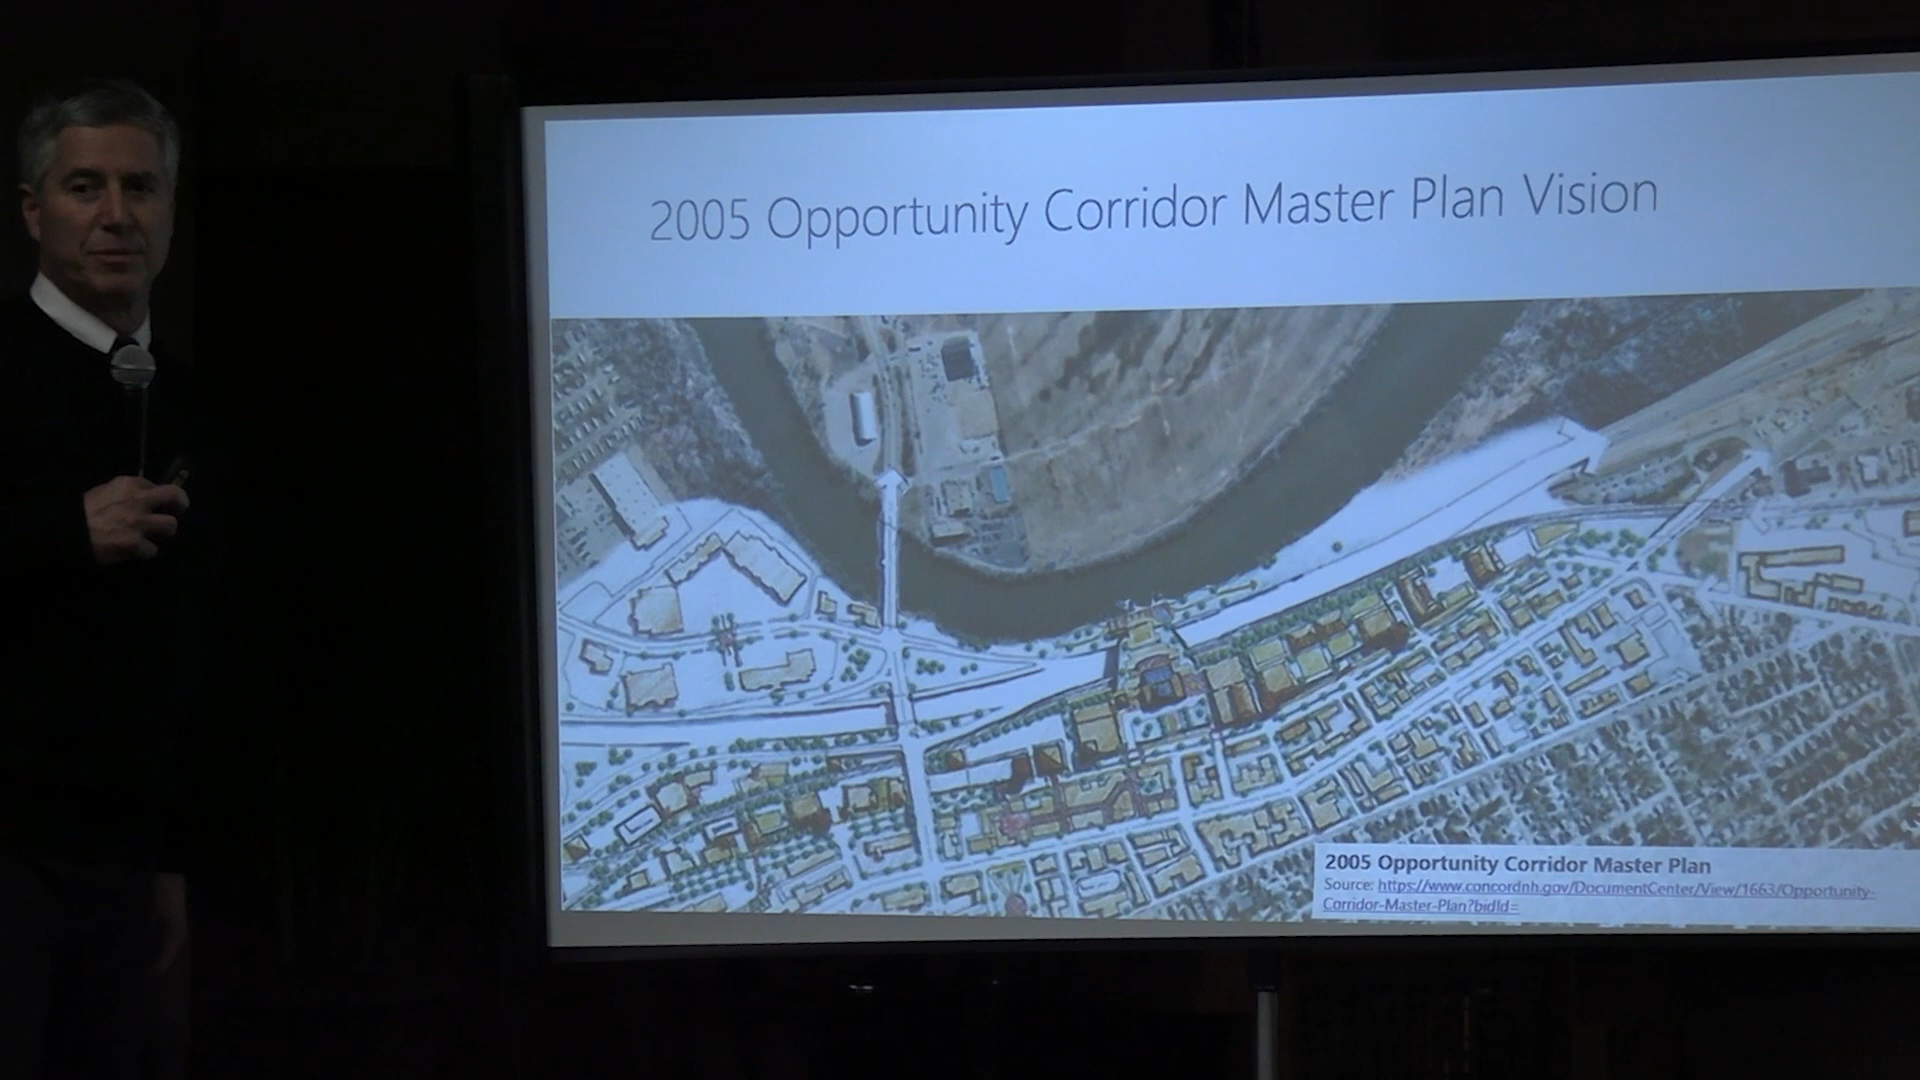 2005 Opportunity Corridor Master Plan Vision
2005 Opportunity Corridor Master Plan
Source: https://www.concordnh.gov/DocumentCenter/View/1663/Opportunity-
Corridor-Master-Plan?bidId=